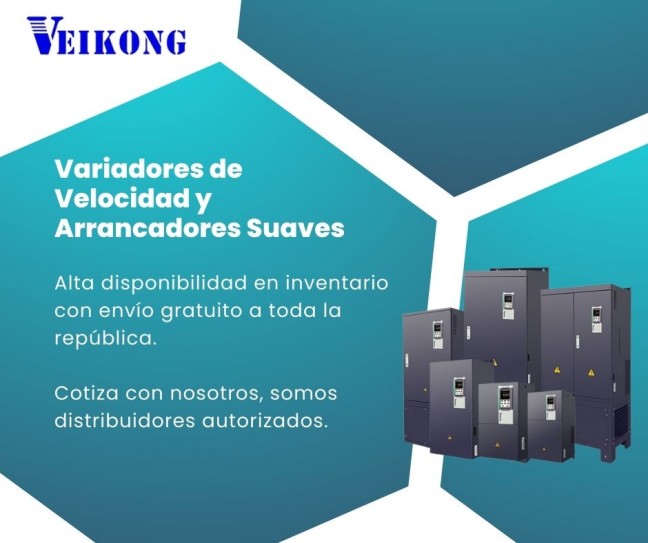 VEIKONG
Variadores de
Velocidad y
Arrancadores Suaves
Alta disponibilidad en inventario
con envío gratuito a toda la
república.
Cotiza con nosotros, somos
distribuidores autorizados.